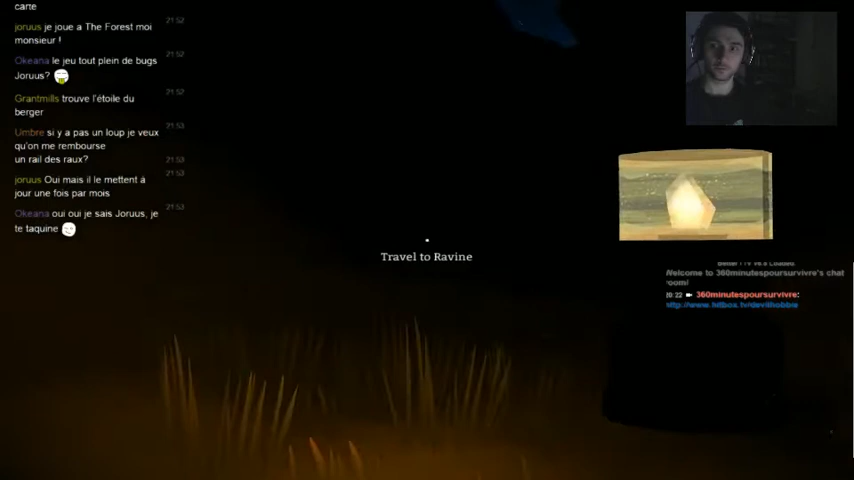 carte
joruus je joue a The Forest moi 21:52
monsieur !
Okeana le jeu tout plein de bugs 21:52
Joruus?
Grantmills trouve l'étoile du 21:52
berger
Umbre si y a pas un loup je veux 21:53
qu'on me rembourse
un rail des raux? 21:53
joruus Oui mais il le mettent à 21:53
jour une fois par mois
Okeana oui oui je sais Joruus, je 21:53
te taquine
Travel to Ravine
Welcome to 360minutespoursurvivre's chat
room!
20:22 360minutespoursurvivre: